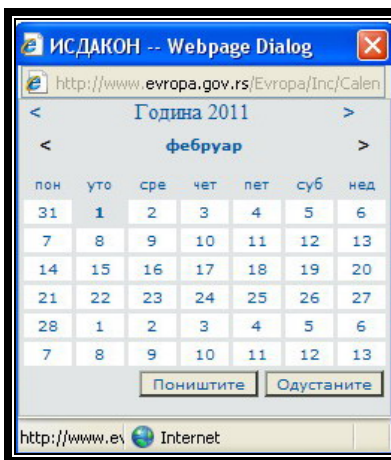 ИСДАКОН -- Webpage Dialog
http://www.evropa.gov.rs/Evropa/Inc/Calen
< Година 2011 >
< фебруар >
пон уто сре чет пет суб нед
31 1 2 3 4 5 6
7 8 9 10 11 12 13
14 15 16 17 18 19 20
21 22 23 24 25 26 27
28 1 2 3 4 5 6
7 8 9 10 11 12 13
Поништите Одустаните
http://www.ev Internet